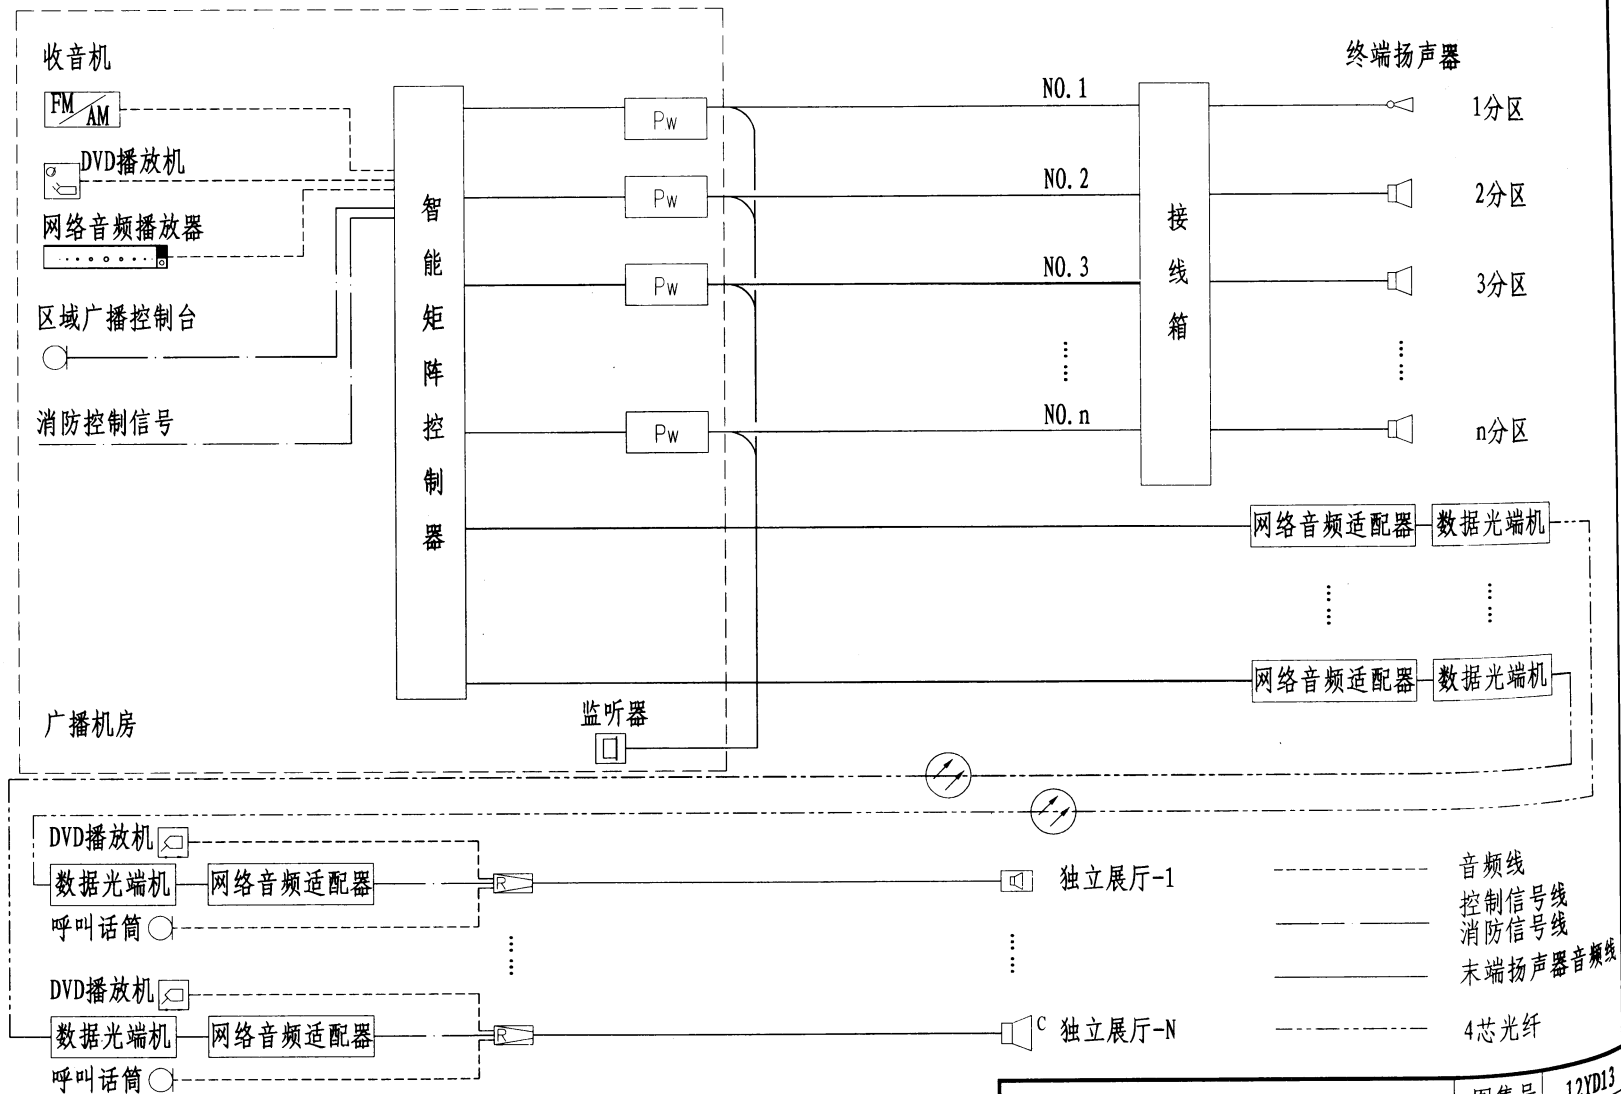 收音机
终端扬声器
FM/AM
NO.1
1分区
Pw
DVD播放机
NO.2
2分区
Pw
网络音频播放器
智能矩阵控制器
接线箱
NO.3
3分区
Pw
区域广播控制台
消防控制信号
NO.n
n分区
Pw
网络音频适配器
数据光端机
网络音频适配器
数据光端机
广播机房
监听器
DVD播放机
数据光端机
网络音频适配器
R
独立展厅-1
呼叫话筒
DVD播放机
数据光端机
网络音频适配器
R
C
独立展厅-N
呼叫话筒
音频线
控制信号线
消防信号线
末端扬声器音频线
4芯光纤
图集号
12YD13